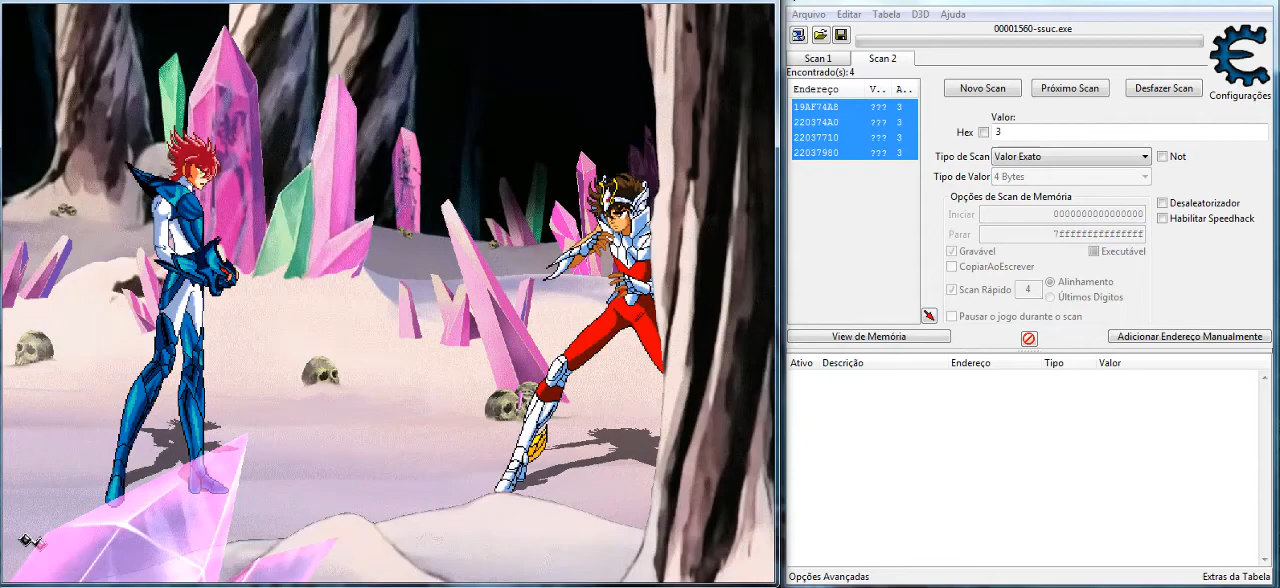 Arquivo Editar Tabela D3D Ajuda
00001560-ssuc.exe
Scan 1 Scan 2
Encontrado(s): 4
Endereço V.. A..
19AF74A8 ??? 3
220374A0 ??? 3
22037710 ??? 3
22037980 ??? 3
Novo Scan Próximo Scan Desfazer Scan
Configurações
Valor:
Hex 3
Tipo de Scan Valor Exato Not
Tipo de Valor 4 Bytes
Opções de Scan de Memória
Iniciar 0000000000000000
Parar 7fffffffffffffff
Desaleatorizador
Habilitar Speedhack
Gravável Executável
CopiarAoEscrever
Scan Rápido 4 Alinhamento
Últimos Dígitos
Pausar o jogo durante o scan
View de Memória Adicionar Endereço Manualmente
Ativo Descrição Endereço Tipo Valor
Opções Avançadas Extras da Tabela